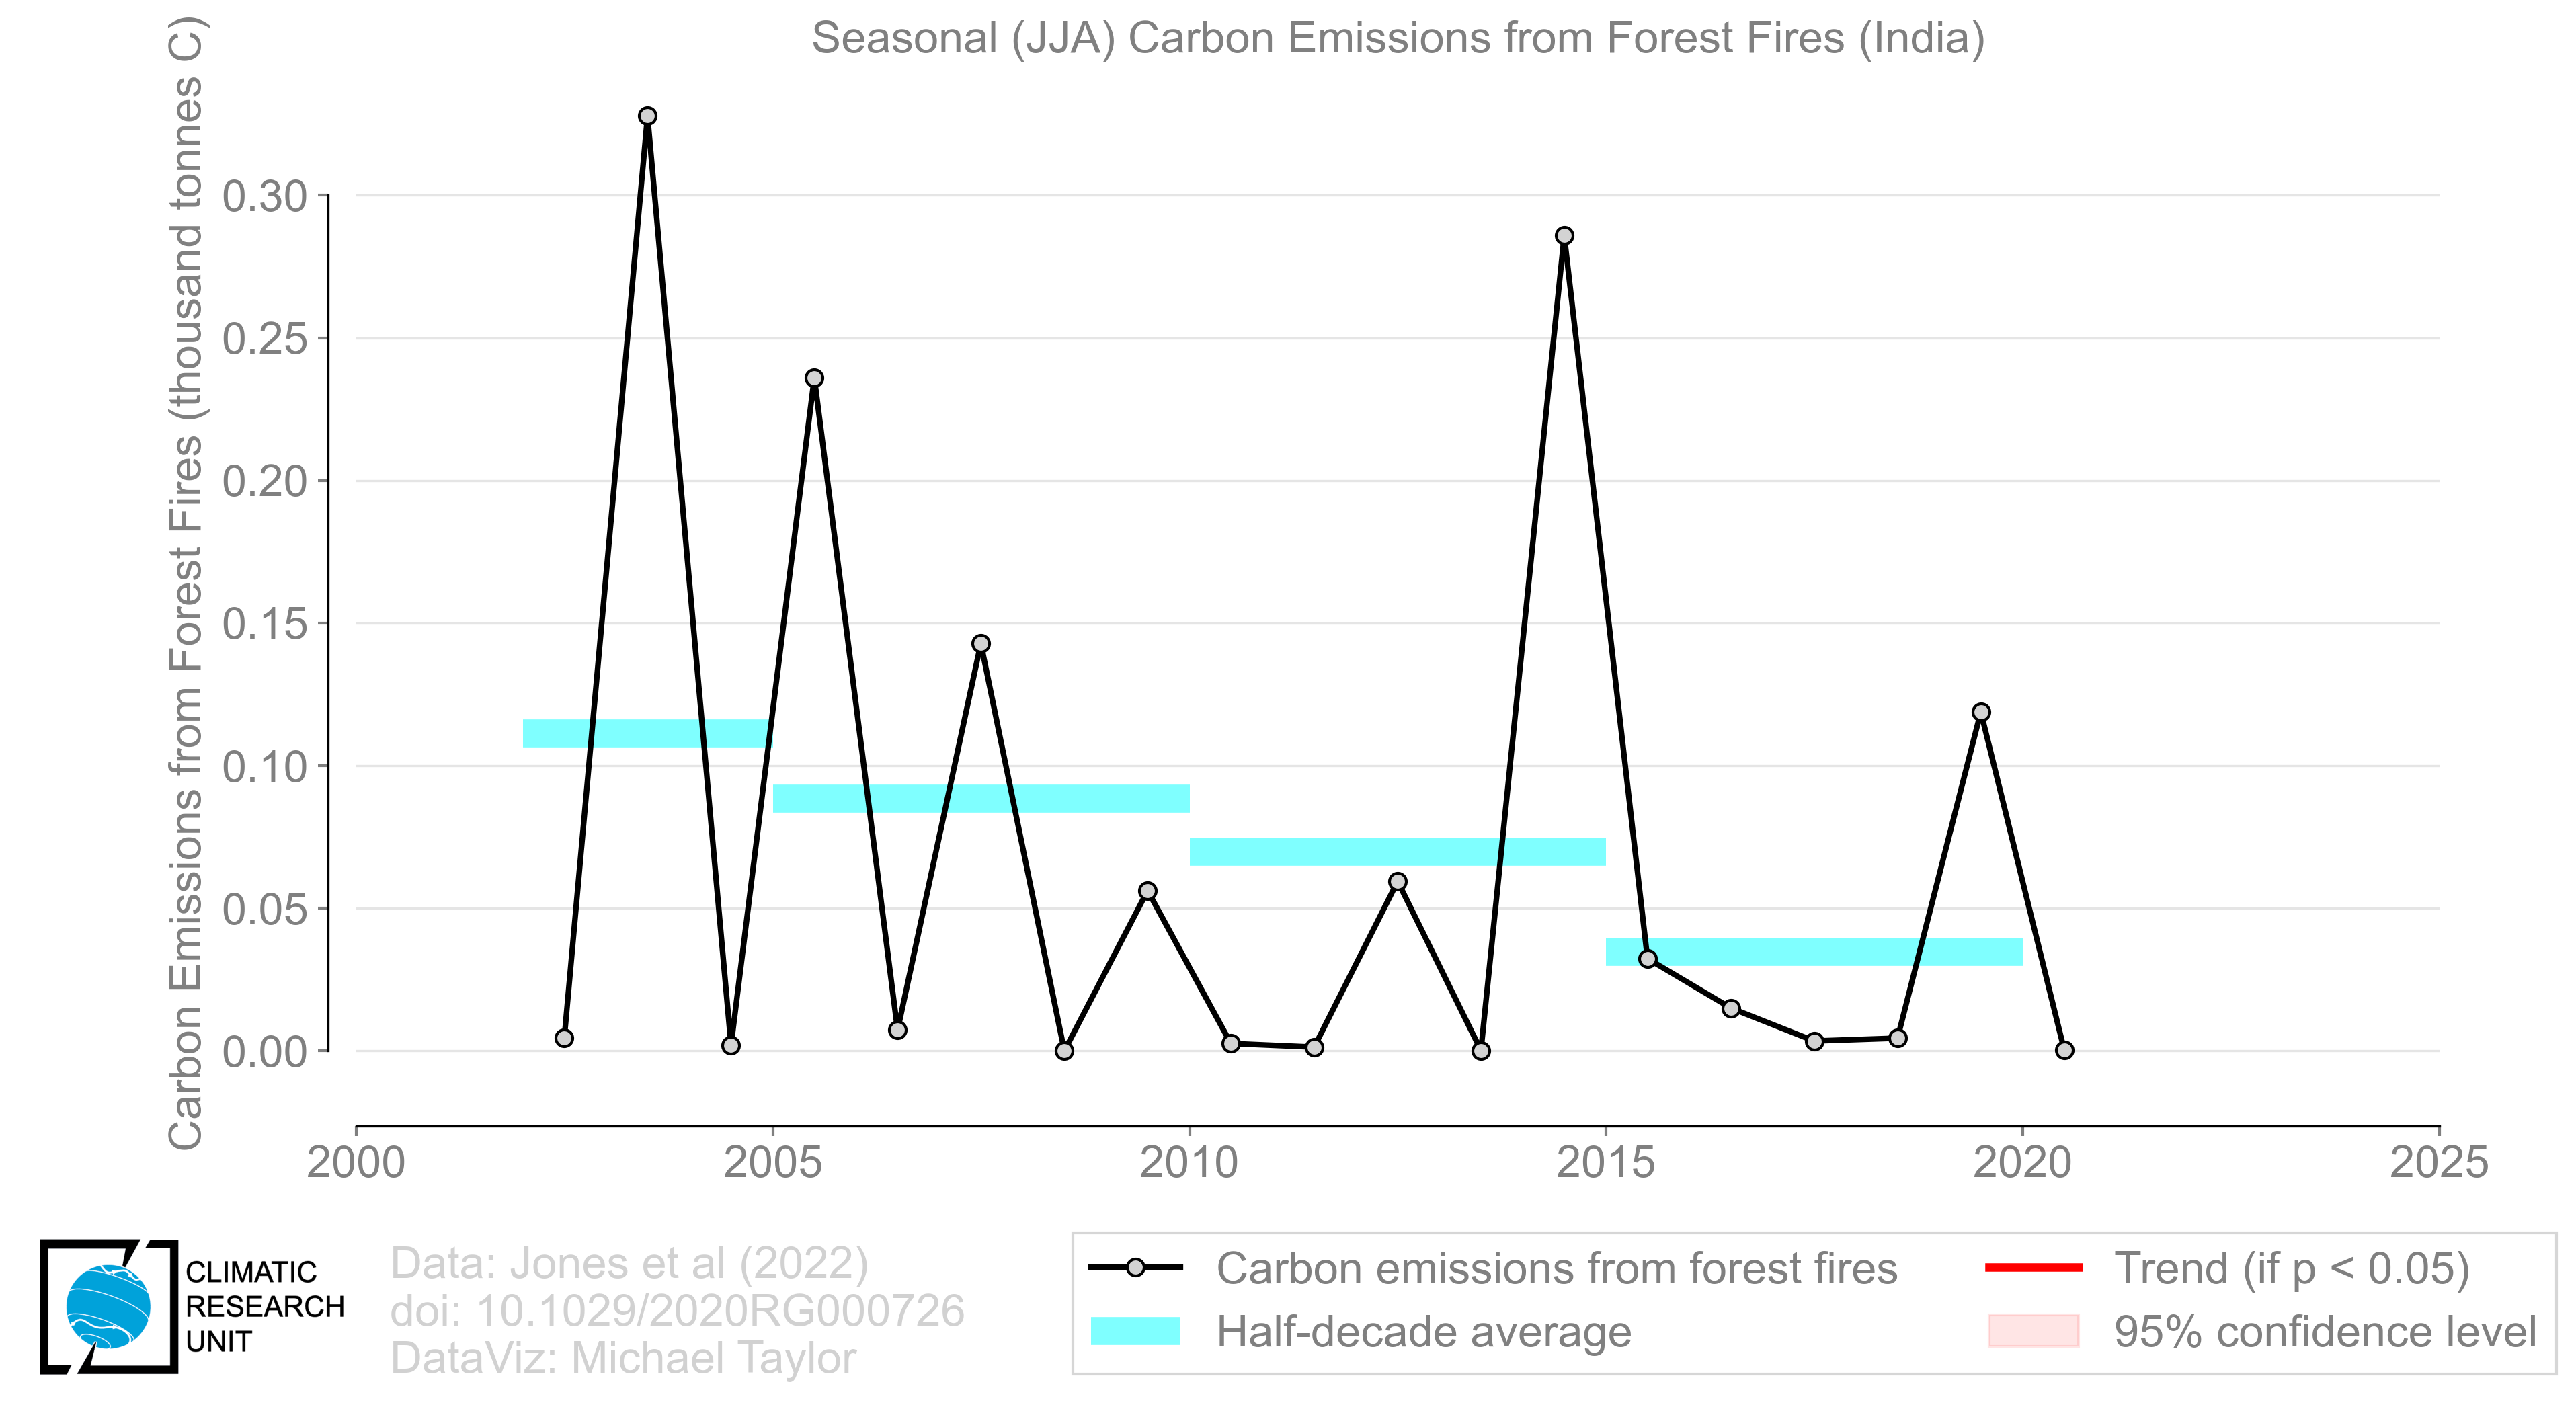 Seasonal (JJA) Carbon Emissions from Forest Fires (India)
Carbon Emissions from Forest Fires (thousand tonnes C)
0.30
0.25
0.20
0.15
0.10
0.05
0.00
2000
2005
2010
2015
2020
2025
CLIMATIC
RESEARCH
UNIT
Data: Jones et al (2022)
doi: 10.1029/2020RG000726
DataViz: Michael Taylor
Carbon emissions from forest fires
Half-decade average
Trend (if p < 0.05)
95% confidence level